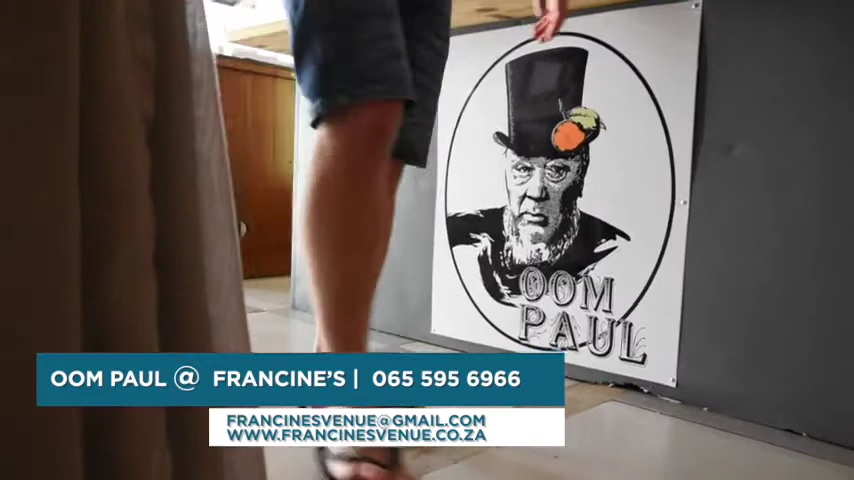 OOM
PAUL
OOM PAUL @ FRANCINE'S | 065 595 6966
FRANCINESVENUE@GMAIL.COM
WWW.FRANCINESVENUE.CO.ZA